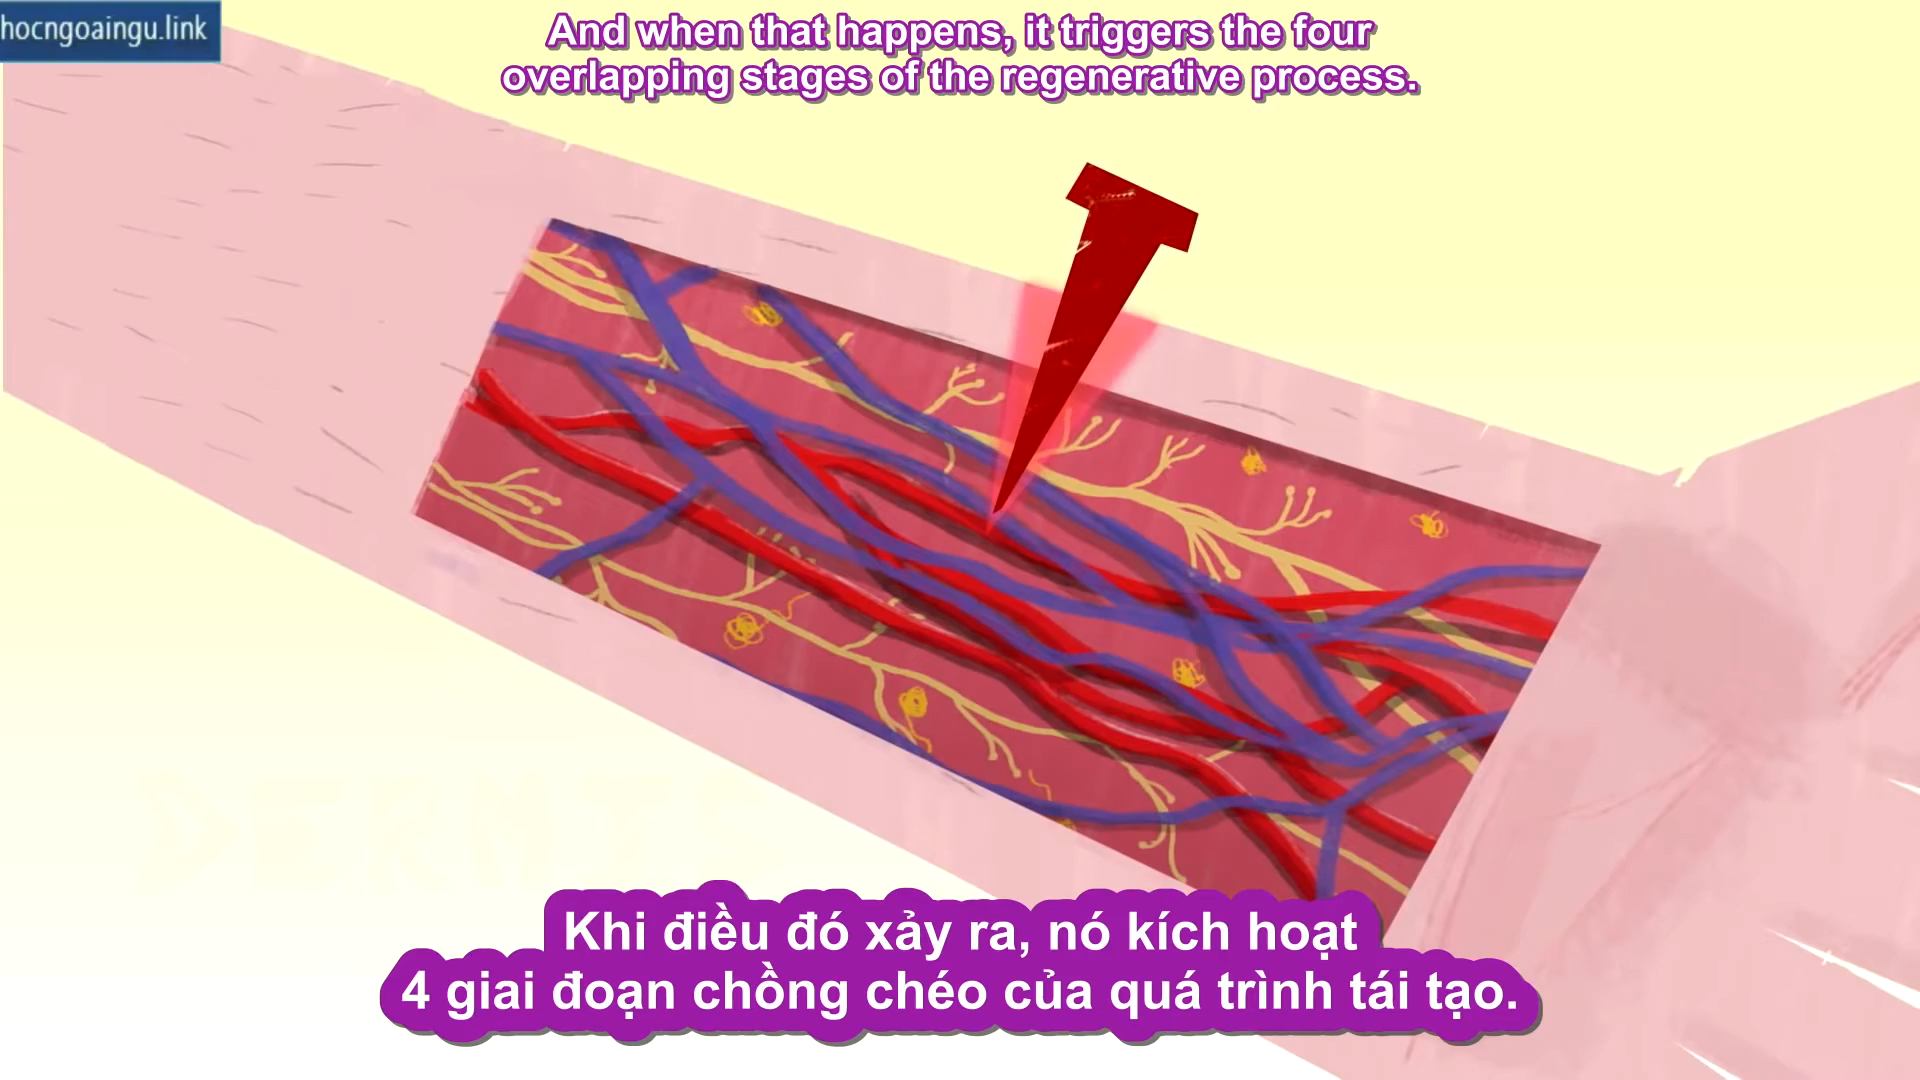 hocngoaingu.link
And when that happens, it triggers the four
overlapping stages of the regenerative process.
Khi điều đó xảy ra, nó kích hoạt
4 giai đoạn chồng chéo của quá trình tái tạo.